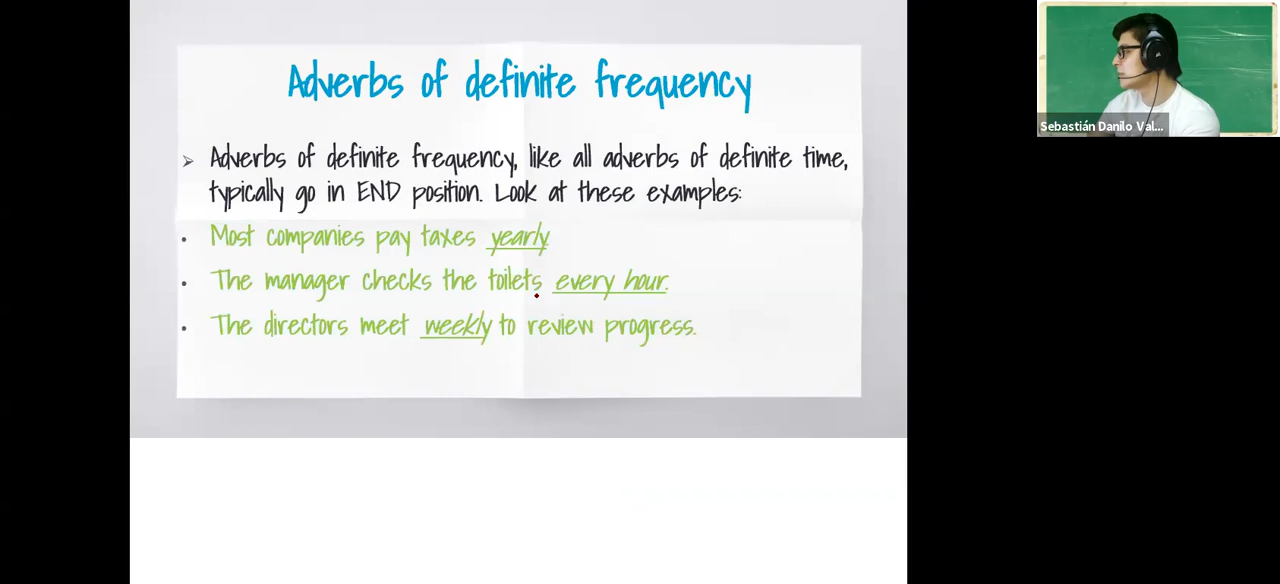 Adverbs of definite frequency
Adverbs of definite frequency, like all adverbs of definite time,
typically go in END position. Look at these examples:
Most companies pay taxes yearly.
The manager checks the toilets every hour.
The directors meet weekly to review progress.
Sebastián Danilo Val...